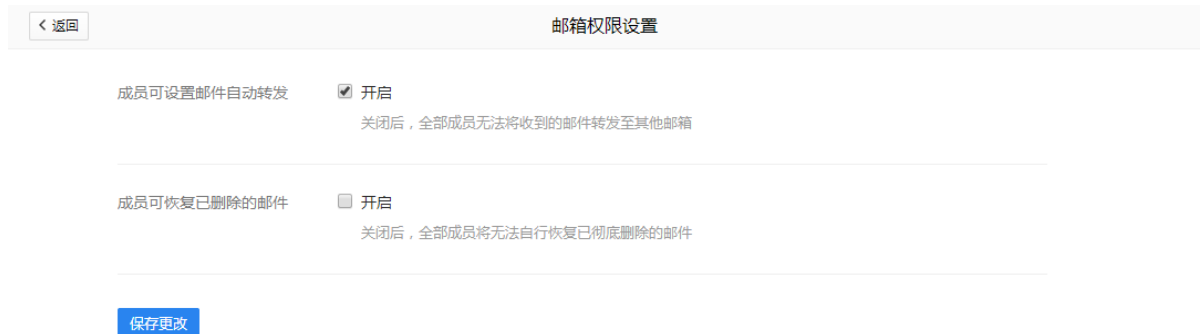 返回
邮箱权限设置
成员可设置邮件自动转发
开启
关闭后，全部成员无法将收到的邮件转发至其他邮箱
成员可恢复已删除的邮件
开启
关闭后，全部成员将无法自行恢复已彻底删除的邮件
保存更改